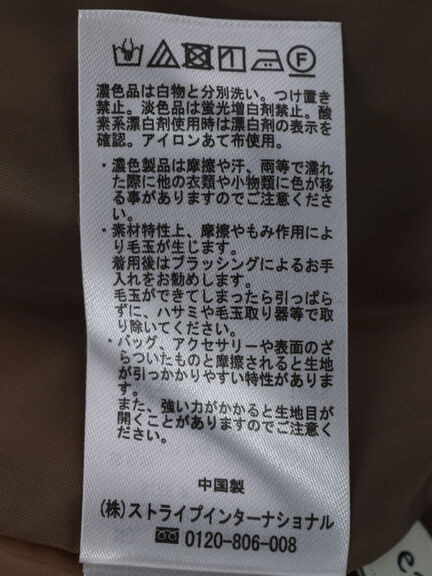 濃色品は白物と分別洗い。つけ置き
禁止。淡色品は蛍光増白剤禁止。酸
素系漂白剤使用時は漂白剤の表示を
確認。アイロンあて布使用。
・濃色製品は摩擦や汗、雨等で濡れ
た際に他の衣類や小物類に色が移
る事がありますのでご注意くださ
い。
・素材特性上、摩擦やもみ作用によ
り毛玉が生じます。
着用後はブラッシングによるお手
入れをお勧めします。
毛玉ができてしまったら引っぱら
ずに、ハサミや毛玉取り器等で取
り除いてください。
・バッグ、アクセサリーや表面のざ
らついたものと摩擦されると生地
が引っかかりやすい特性がありま
す。
また、強い力がかかると生地目が
開くことがありますのでご注意く
ださい。
中国製
(株)ストライプインターナショナル
0120-806-008